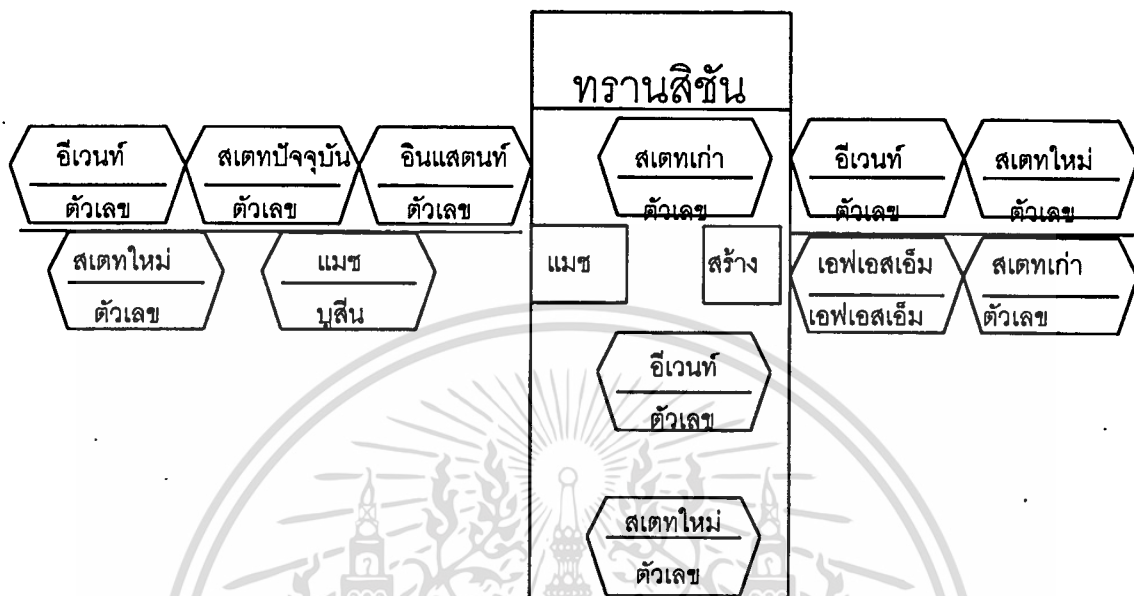 ทรานสิชัน
อีเวนท์ สเตทปัจจุบัน อินแสตนท์ สเตทเก่า อีเวนท์ สเตทใหม่
ตัวเลข ตัวเลข ตัวเลข ตัวเลข ตัวเลข ตัวเลข
สเตทใหม่ แมช แมช สร้าง เอฟเอสเอ็ม สเตทเก่า
ตัวเลข บูลีน เอฟเอสเอ็ม ตัวเลข
อีเวนท์
ตัวเลข
สเตทใหม่
ตัวเลข